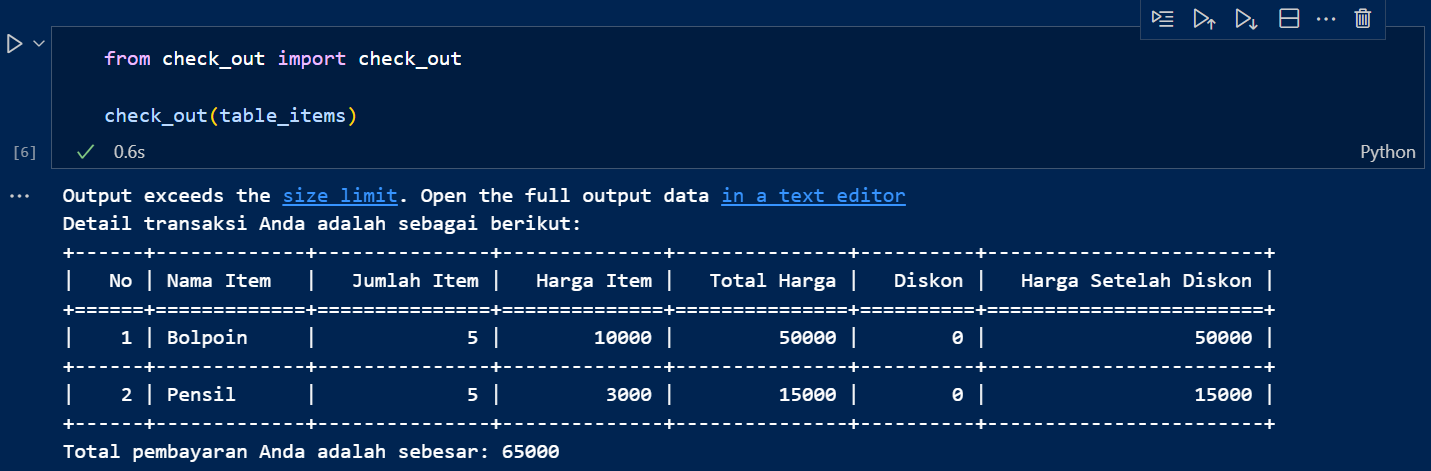 from check_out import check_out
check_out(table_items)
[6] 0.6s Python
... Output exceeds the size limit. Open the full output data in a text editor
Detail transaksi Anda adalah sebagai berikut:
+------+-------------+---------------+--------------+---------------+----------+------------------------+
|   No | Nama Item   |   Jumlah Item |   Harga Item |   Total Harga |   Diskon |   Harga Setelah Diskon |
+======+=============+===============+==============+===============+==========+========================+
|    1 | Bolpoin     |             5 |        10000 |         50000 |        0 |                  50000 |
+------+-------------+---------------+--------------+---------------+----------+------------------------+
|    2 | Pensil      |             5 |         3000 |         15000 |        0 |                  15000 |
+------+-------------+---------------+--------------+---------------+----------+------------------------+
Total pembayaran Anda adalah sebesar: 65000